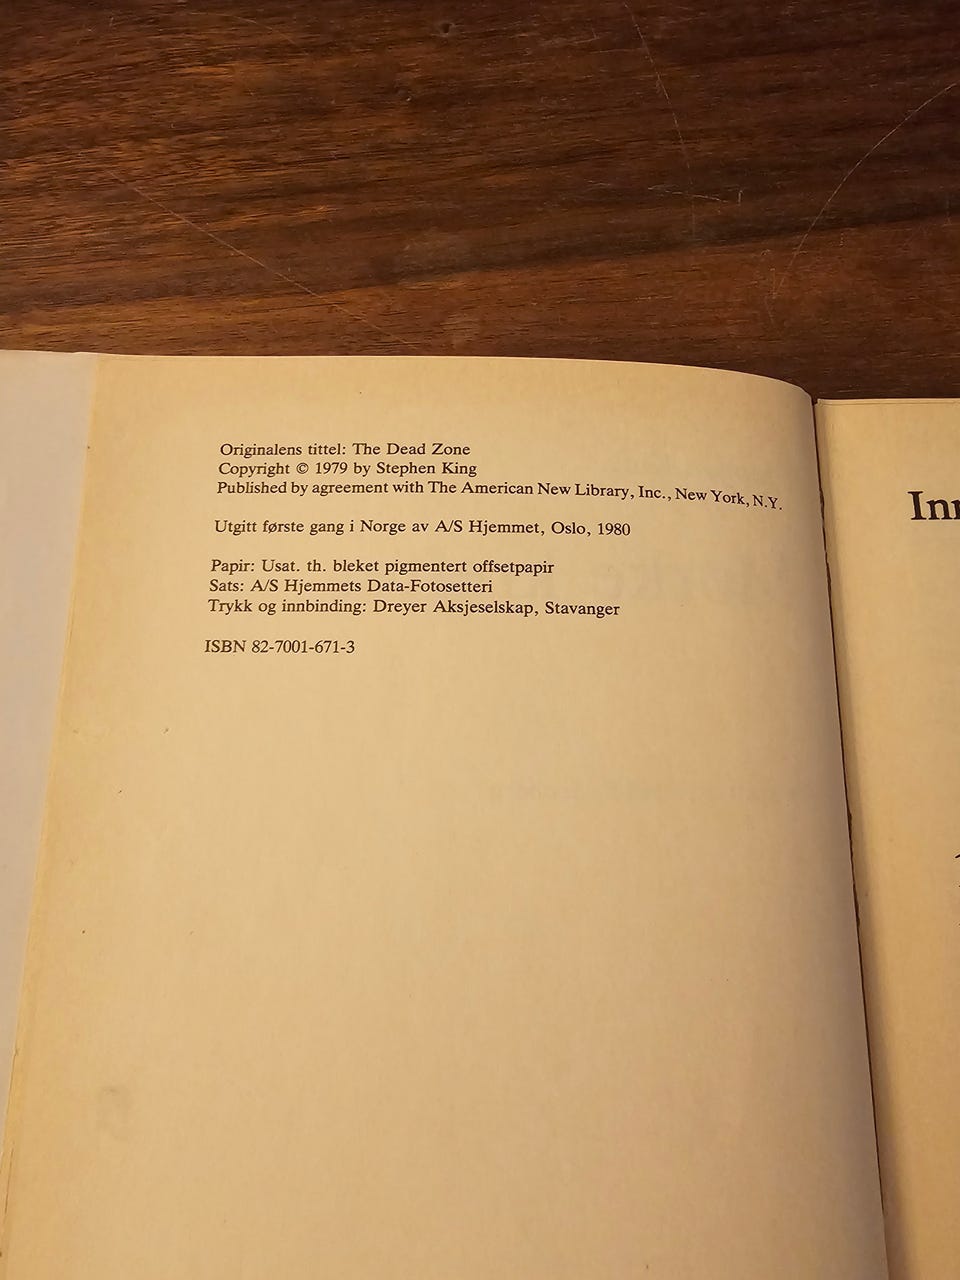 Originalens tittel: The Dead Zone
Copyright © 1979 by Stephen King
Published by agreement with The American New Library, Inc., New York, N.Y.
Utgitt første gang i Norge av A/S Hjemmet, Oslo, 1980
Papir: Usat. th. bleket pigmentert offsetpapir
Sats: A/S Hjemmets Data-Fotosetteri
Trykk og innbinding: Dreyer Aksjeselskap, Stavanger
ISBN 82-7001-671-3